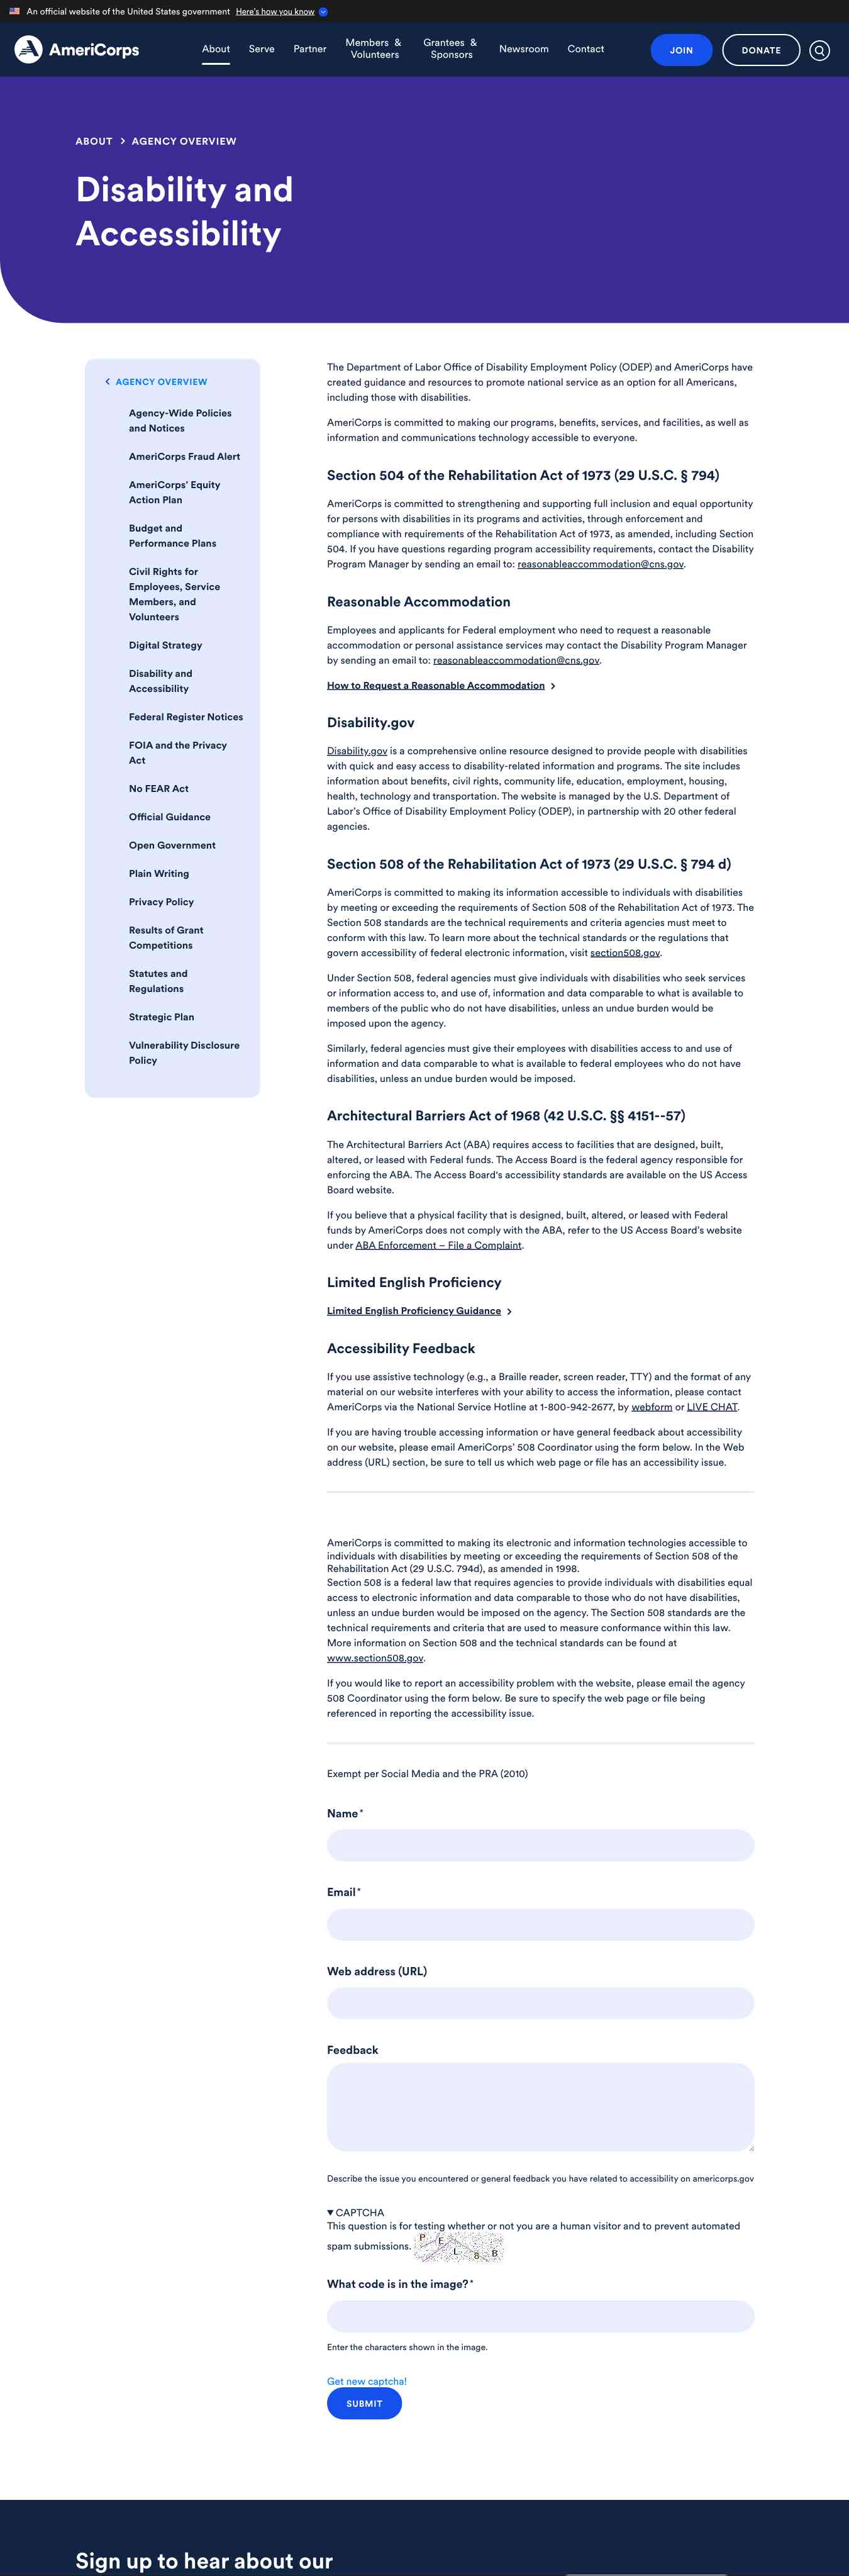 An official website of the United States government Here's how you know
AmeriCorps
About Serve Partner Members & Volunteers Grantees & Sponsors Newsroom Contact JOIN DONATE
ABOUT > AGENCY OVERVIEW
Disability and
Accessibility
< AGENCY OVERVIEW
Agency-Wide Policies
and Notices
AmeriCorps Fraud Alert
AmeriCorps' Equity
Action Plan
Budget and
Performance Plans
Civil Rights for
Employees, Service
Members, and
Volunteers
Digital Strategy
Disability and
Accessibility
Federal Register Notices
FOIA and the Privacy
Act
No FEAR Act
Official Guidance
Open Government
Plain Writing
Privacy Policy
Results of Grant
Competitions
Statutes and
Regulations
Strategic Plan
Vulnerability Disclosure
Policy
The Department of Labor Office of Disability Employment Policy (ODEP) and AmeriCorps have
created guidance and resources to promote national service as an option for all Americans,
including those with disabilities.
AmeriCorps is committed to making our programs, benefits, services, and facilities, as well as
information and communications technology accessible to everyone.
Section 504 of the Rehabilitation Act of 1973 (29 U.S.C. § 794)
AmeriCorps is committed to strengthening and supporting full inclusion and equal opportunity
for persons with disabilities in its programs and activities, through enforcement and
compliance with requirements of the Rehabilitation Act of 1973, as amended, including Section
504. If you have questions regarding program accessibility requirements, contact the Disability
Program Manager by sending an email to: reasonableaccommodation@cns.gov.
Reasonable Accommodation
Employees and applicants for Federal employment who need to request a reasonable
accommodation or personal assistance services may contact the Disability Program Manager
by sending an email to: reasonableaccommodation@cns.gov.
How to Request a Reasonable Accommodation >
Disability.gov
Disability.gov is a comprehensive online resource designed to provide people with disabilities
with quick and easy access to disability-related information and programs. The site includes
information about benefits, civil rights, community life, education, employment, housing,
health, technology and transportation. The website is managed by the U.S. Department of
Labor's Office of Disability Employment Policy (ODEP), in partnership with 20 other federal
agencies.
Section 508 of the Rehabilitation Act of 1973 (29 U.S.C. § 794 d)
AmeriCorps is committed to making its information accessible to individuals with disabilities
by meeting or exceeding the requirements of Section 508 of the Rehabilitation Act of 1973. The
Section 508 standards are the technical requirements and criteria agencies must meet to
conform with this law. To learn more about the technical standards or the regulations that
govern accessibility of federal electronic information, visit section508.gov.
Under Section 508, federal agencies must give individuals with disabilities who seek services
or information access to, and use of, information and data comparable to what is available to
members of the public who do not have disabilities, unless an undue burden would be
imposed upon the agency.
Similarly, federal agencies must give their employees with disabilities access to and use of
information and data comparable to what is available to federal employees who do not have
disabilities, unless an undue burden would be imposed.
Architectural Barriers Act of 1968 (42 U.S.C. §§ 4151--57)
The Architectural Barriers Act (ABA) requires access to facilities that are designed, built,
altered, or leased with Federal funds. The Access Board is the federal agency responsible for
enforcing the ABA. The Access Board's accessibility standards are available on the US Access
Board website.
If you believe that a physical facility that is designed, built, altered, or leased with Federal
funds by AmeriCorps does not comply with the ABA, refer to the US Access Board's website
under ABA Enforcement – File a Complaint.
Limited English Proficiency
Limited English Proficiency Guidance >
Accessibility Feedback
If you use assistive technology (e.g., a Braille reader, screen reader, TTY) and the format of any
material on our website interferes with your ability to access the information, please contact
AmeriCorps via the National Service Hotline at 1-800-942-2677, by webform or LIVE CHAT.
If you are having trouble accessing information or have general feedback about accessibility
on our website, please email AmeriCorps' 508 Coordinator using the form below. In the Web
address (URL) section, be sure to tell us which web page or file has an accessibility issue.
AmeriCorps is committed to making its electronic and information technologies accessible to
individuals with disabilities by meeting or exceeding the requirements of Section 508 of the
Rehabilitation Act (29 U.S.C. 794d), as amended in 1998.
Section 508 is a federal law that requires agencies to provide individuals with disabilities equal
access to electronic information and data comparable to those who do not have disabilities,
unless an undue burden would be imposed on the agency. The Section 508 standards are the
technical requirements and criteria that are used to measure conformance within this law.
More information on Section 508 and the technical standards can be found at
www.section508.gov.
If you would like to report an accessibility problem with the website, please email the agency
508 Coordinator using the form below. Be sure to specify the web page or file being
referenced in reporting the accessibility issue.
Exempt per Social Media and the PRA (2010)
Name*
Email*
Web address (URL)
Feedback
Describe the issue you encountered or general feedback you have related to accessibility on americorps.gov
▼ CAPTCHA
This question is for testing whether or not you are a human visitor and to prevent automated
spam submissions. P E L 8 B
What code is in the image?*
Enter the characters shown in the image.
Get new captcha!
SUBMIT
Sign up to hear about our